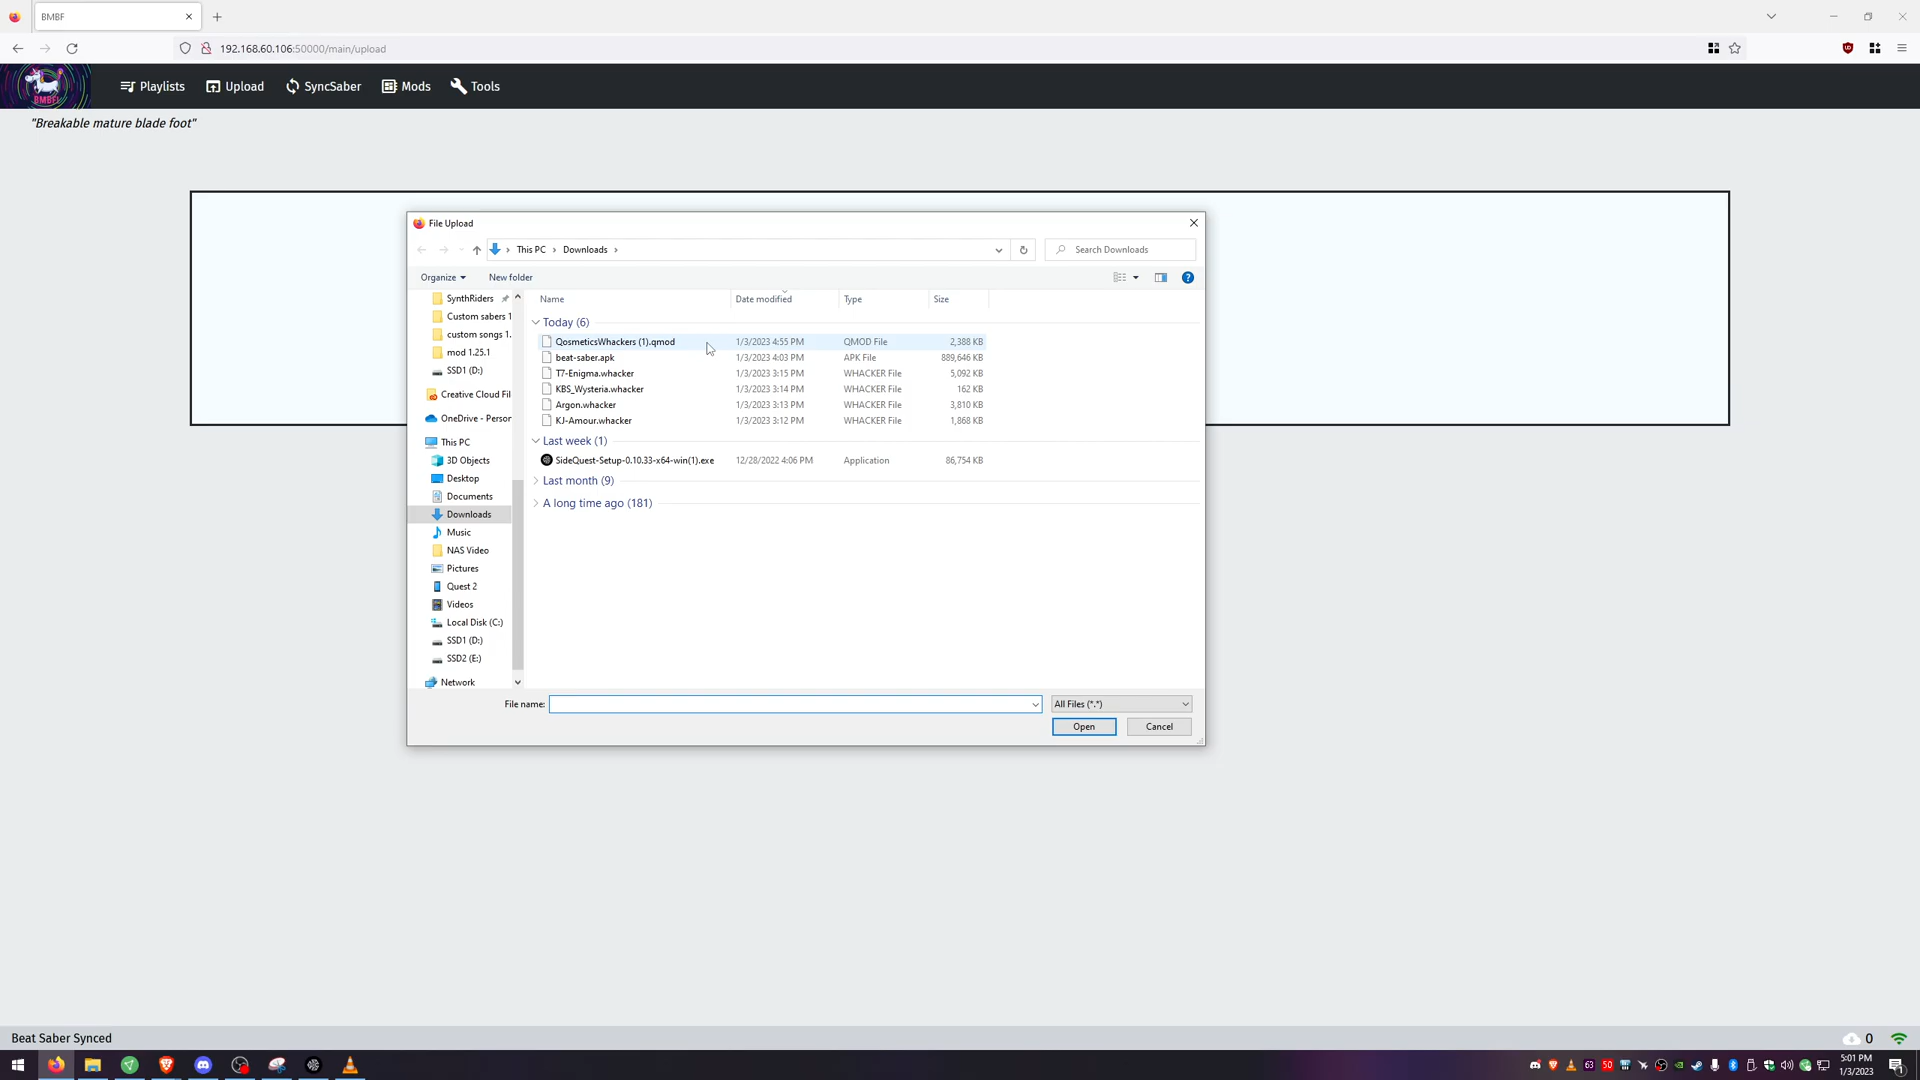 BMBF
192.168.60.106:50000/main/upload
BMBF
Playlists
Upload
SyncSaber
Mods
Tools
"Breakable mature blade foot"
File Upload
This PC > Downloads >
Search Downloads
Organize
New folder
SynthRiders
Custom sabers 1
custom songs 1.
mod 1.25.1
SSD1 (D:)
Creative Cloud Fil
OneDrive - Person
This PC
3D Objects
Desktop
Documents
Downloads
Music
NAS Video
Pictures
Quest 2
Videos
Local Disk (C:)
SSD1 (D:)
SSD2 (E:)
Network
Name Date modified Type Size
Today (6)
QosmeticsWhackers (1).qmod 1/3/2023 4:55 PM QMOD File 2,388 KB
beat-saber.apk 1/3/2023 4:03 PM APK File 889,646 KB
T7-Enigma.whacker 1/3/2023 3:15 PM WHACKER File 5,092 KB
KBS_Wysteria.whacker 1/3/2023 3:14 PM WHACKER File 162 KB
Argon.whacker 1/3/2023 3:13 PM WHACKER File 3,810 KB
KJ-Amour.whacker 1/3/2023 3:12 PM WHACKER File 1,868 KB
Last week (1)
SideQuest-Setup-0.10.33-x64-win(1).exe 12/28/2022 4:06 PM Application 86,754 KB
Last month (9)
A long time ago (181)
File name:
All Files (*.*)
Open
Cancel
Beat Saber Synced
0
63
50
5:01 PM
1/3/2023